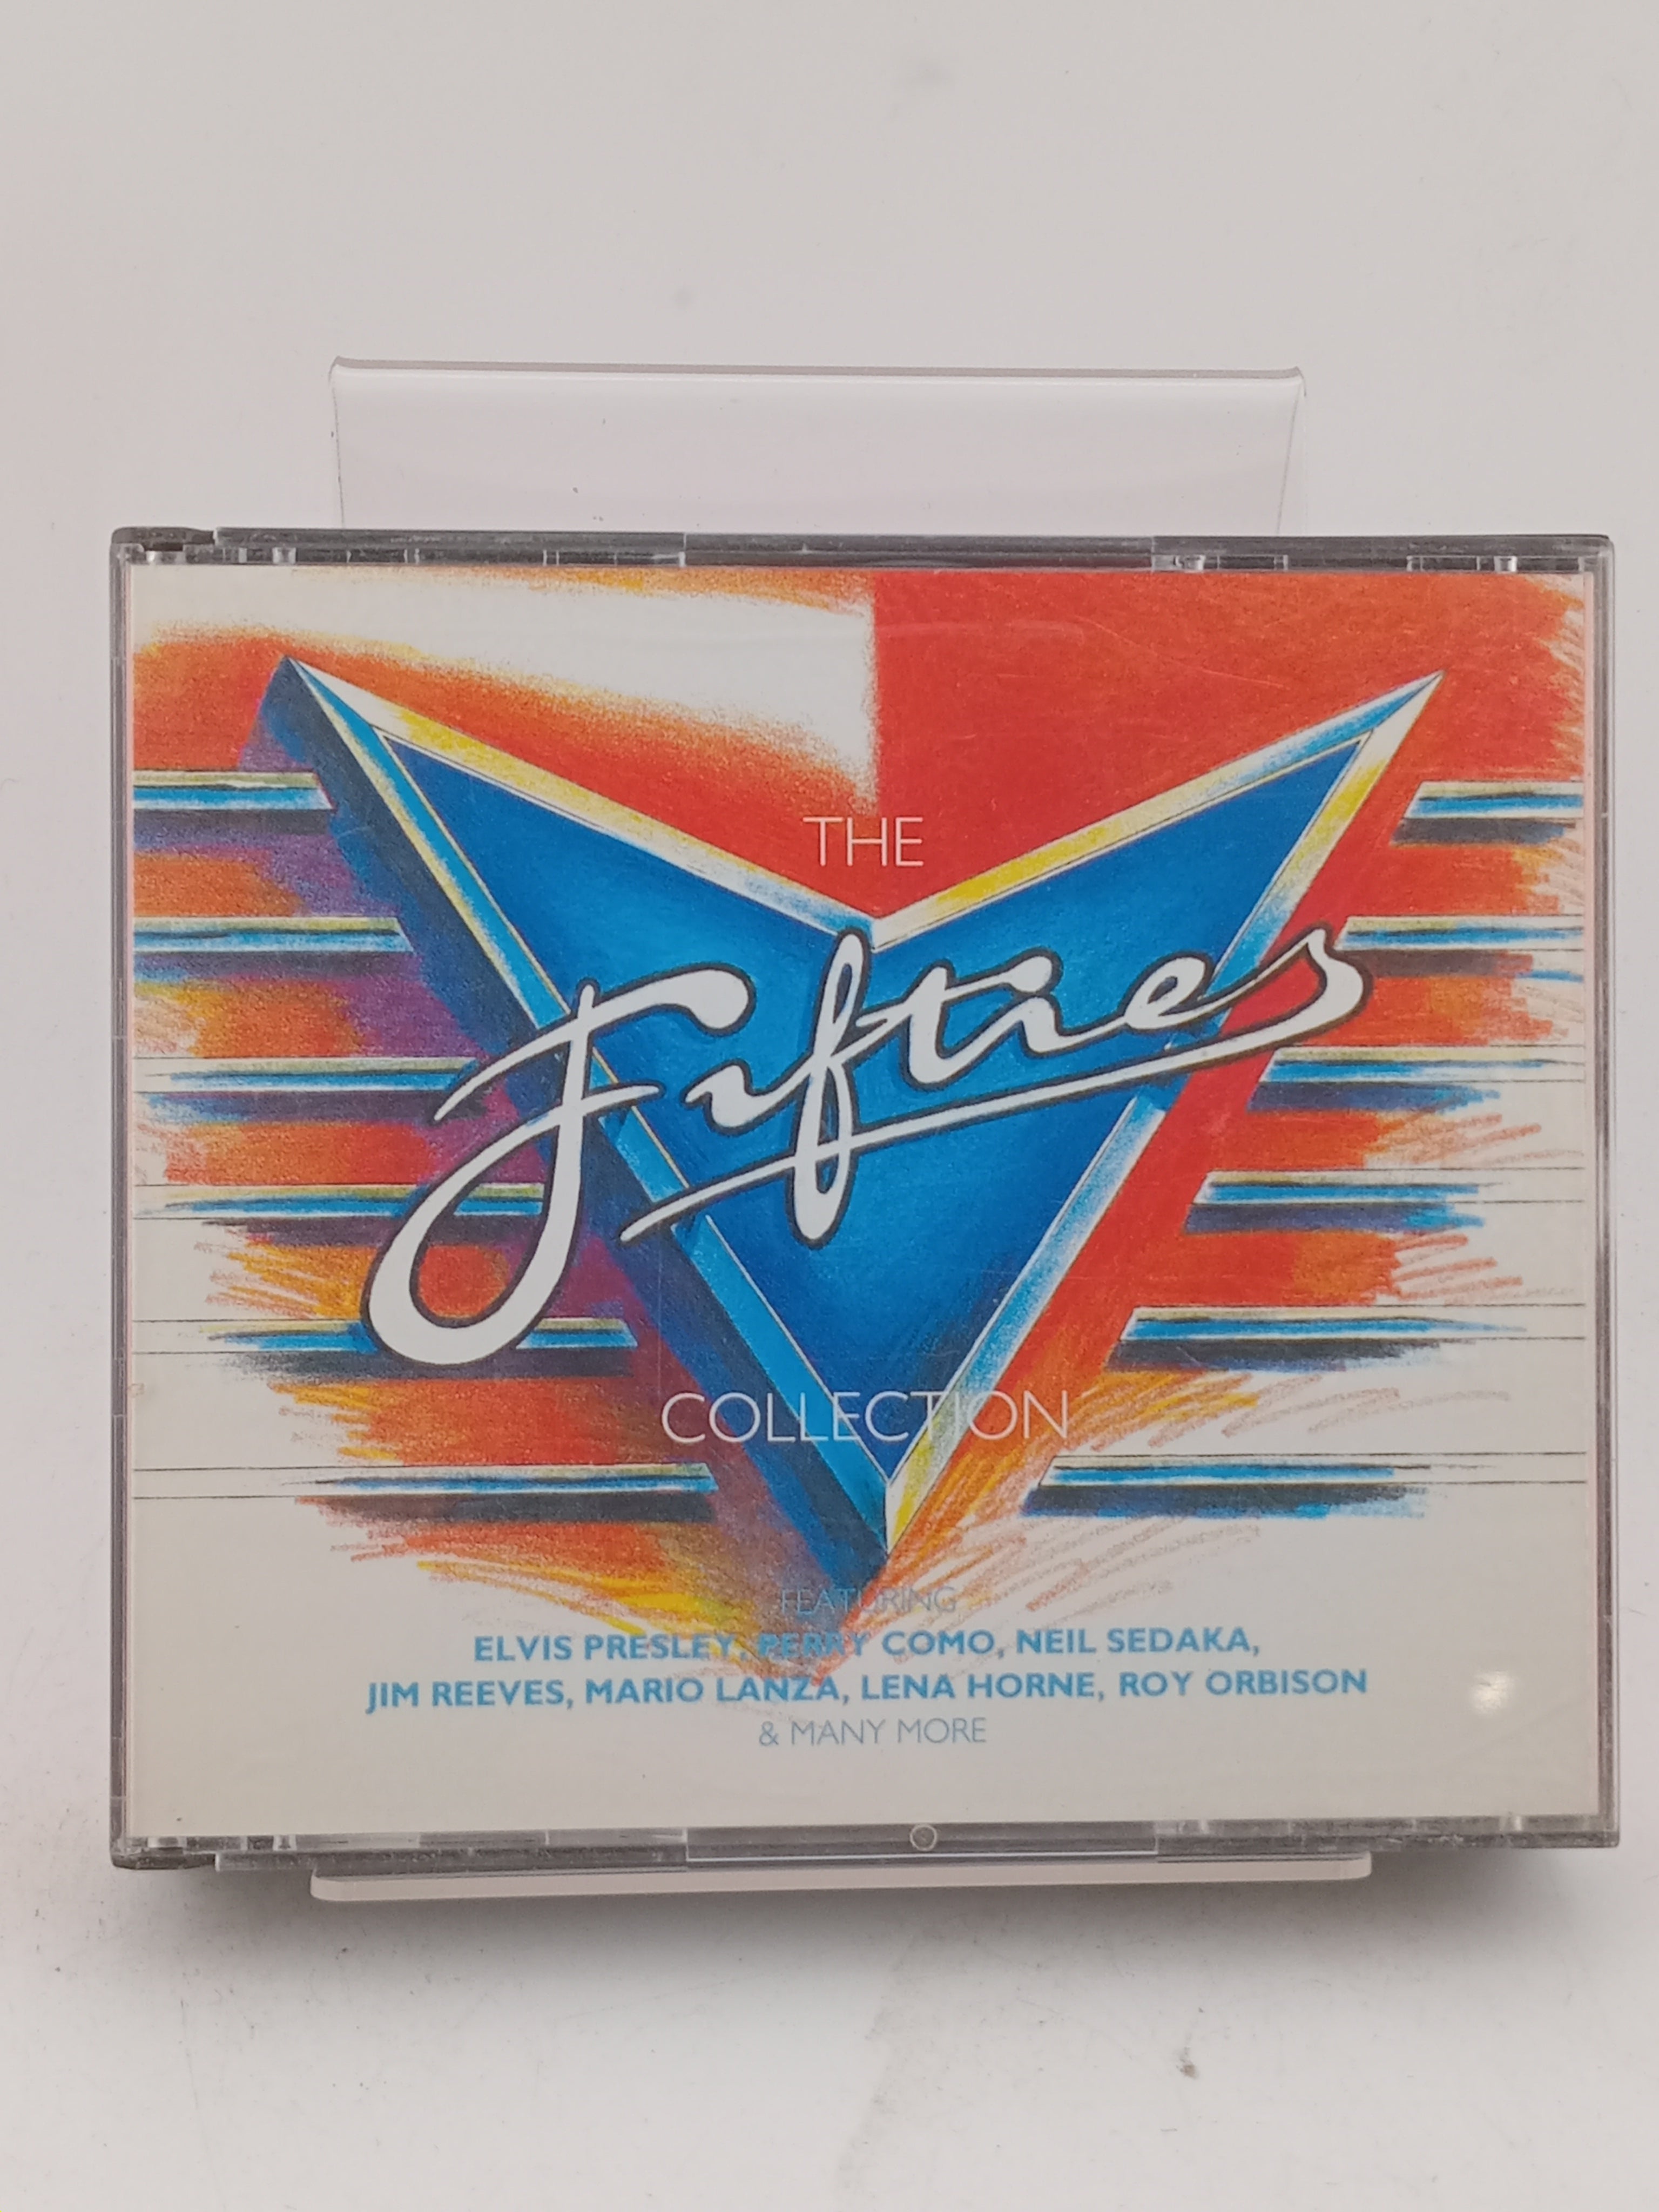 THE
Fifties
COLLECTION
FEATURING
ELVIS PRESLEY, PERRY COMO, NEIL SEDAKA,
JIM REEVES, MARIO LANZA, LENA HORNE, ROY ORBISON
& MANY MORE